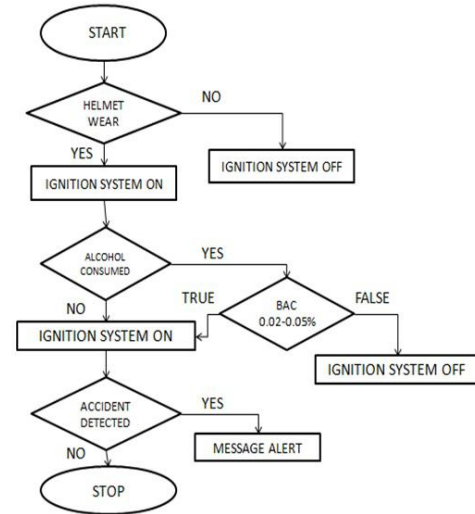 START
HELMET
WEAR
NO
YES
IGNITION SYSTEM ON
IGNITION SYSTEM OFF
ALCOHOL
CONSUMED
YES
NO
TRUE
BAC
0.02-0.05%
FALSE
IGNITION SYSTEM ON
IGNITION SYSTEM OFF
ACCIDENT
DETECTED
YES
NO
MESSAGE ALERT
STOP